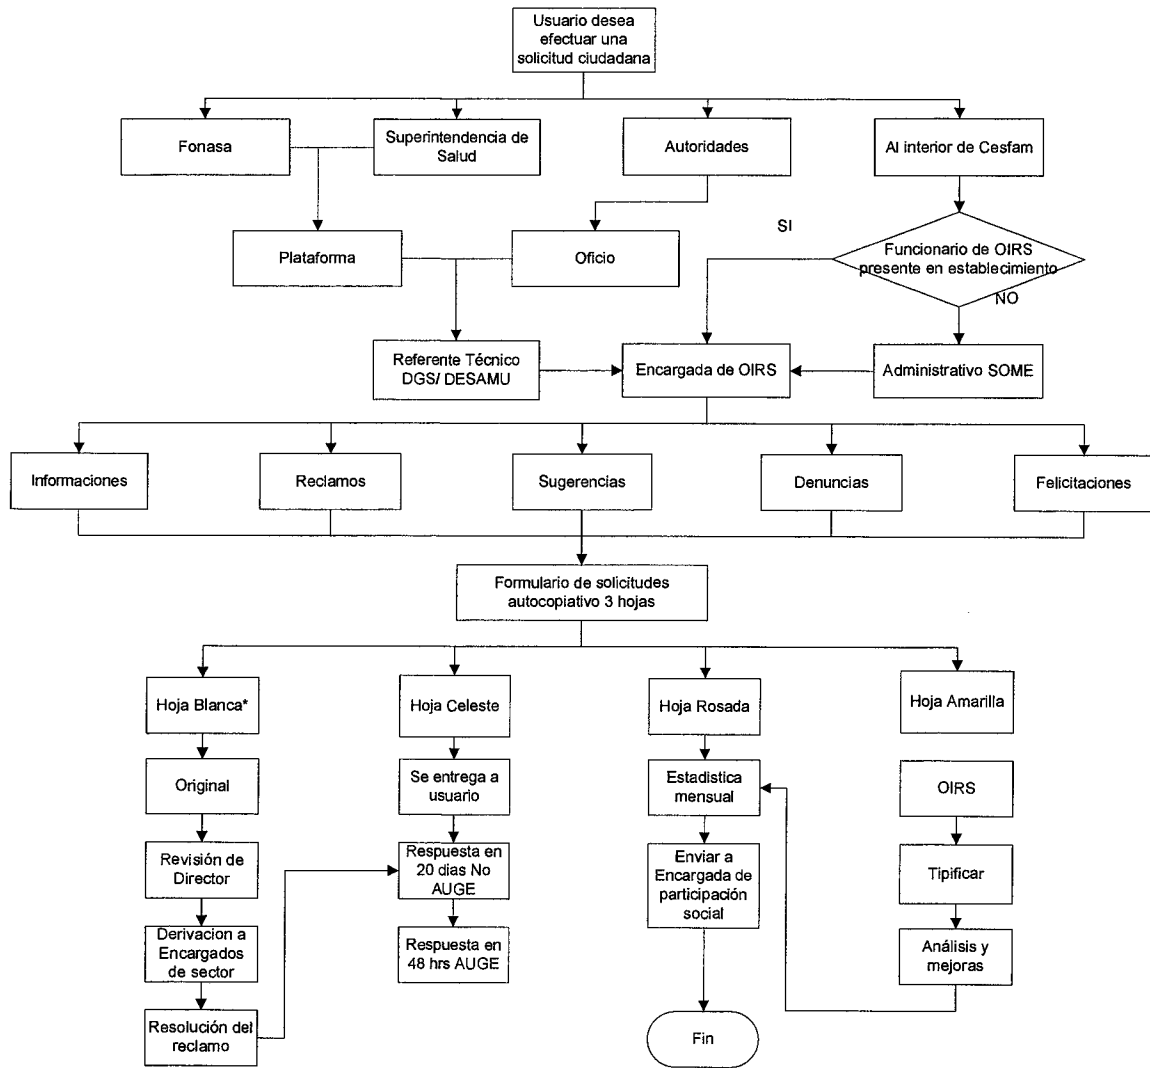 Usuario desea
efectuar una
solicitud ciudadana
Fonasa
Superintendencia de
Salud
Autoridades
Al interior de Cesfam
SI
Plataforma
Oficio
Funcionario de OIRS
presente en establecimiento
NO
Referente Técnico
DGS/ DESAMU
Encargada de OIRS
Administrativo SOME
Informaciones
Reclamos
Sugerencias
Denuncias
Felicitaciones
Formulario de solicitudes
autocopiativo 3 hojas
Hoja Blanca*
Hoja Celeste
Hoja Rosada
Hoja Amarilla
Original
Se entrega a
usuario
Estadistica
mensual
OIRS
Revisión de
Director
Respuesta en
20 dias No
AUGE
Enviar a
Encargada de
participación
social
Tipificar
Derivacion a
Encargados
de sector
Respuesta en
48 hrs AUGE
Análisis y
mejoras
Resolución del
reclamo
Fin